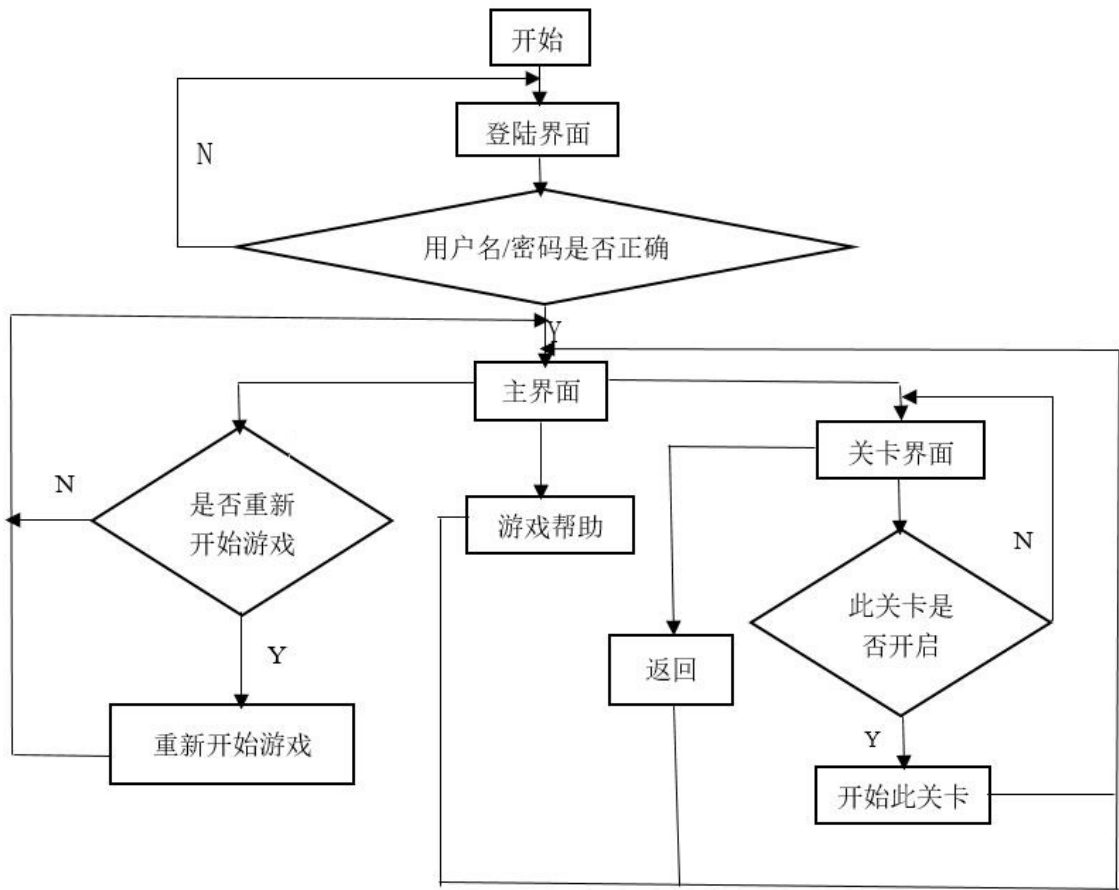 开始
登陆界面
N
用户名/密码是否正确
Y
主界面
关卡界面
N
是否重新
开始游戏
游戏帮助
N
此关卡是
否开启
Y
返回
重新开始游戏
Y
开始此关卡